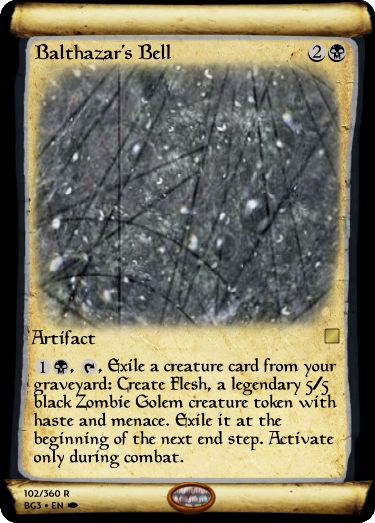 Balthazar's Bell 2
Artifact
1 , , Exile a creature card from your
graveyard: Create Flesh, a legendary 5/5
black Zombie Golem creature token with
haste and menace. Exile it at the
beginning of the next end step. Activate
only during combat.
102/360 R
BG3 • EN